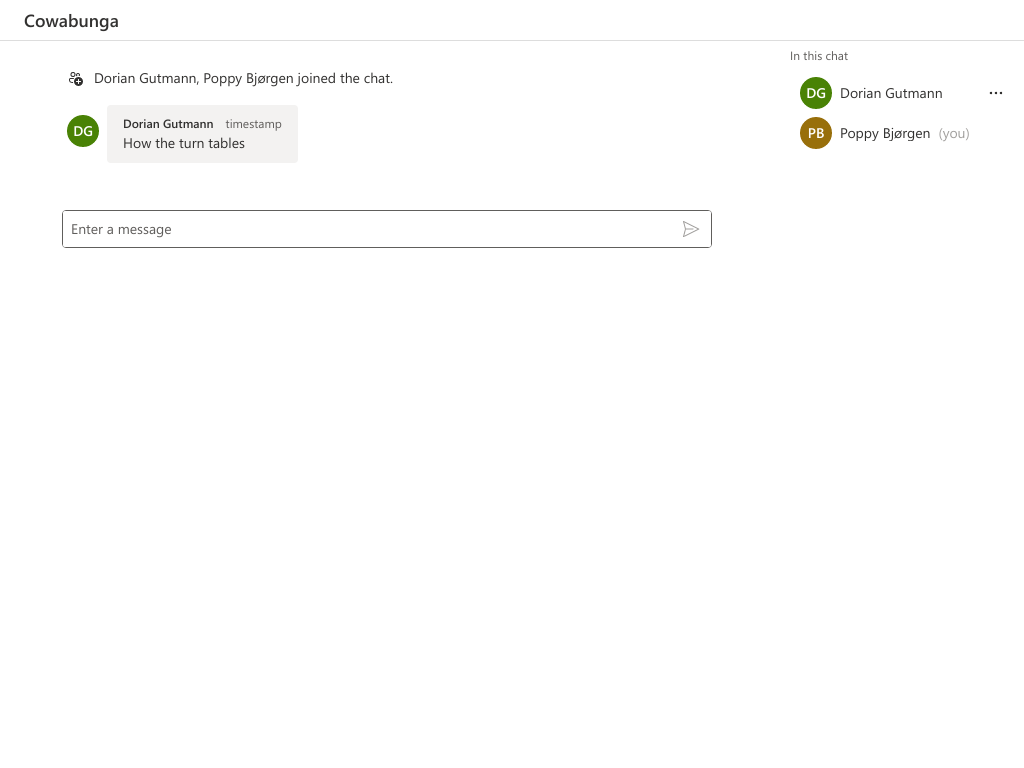 Cowabunga
In this chat
Dorian Gutmann, Poppy Bjørgen joined the chat.
DG
Dorian Gutmann timestamp
How the turn tables
Enter a message
DG Dorian Gutmann
PB Poppy Bjørgen (you)